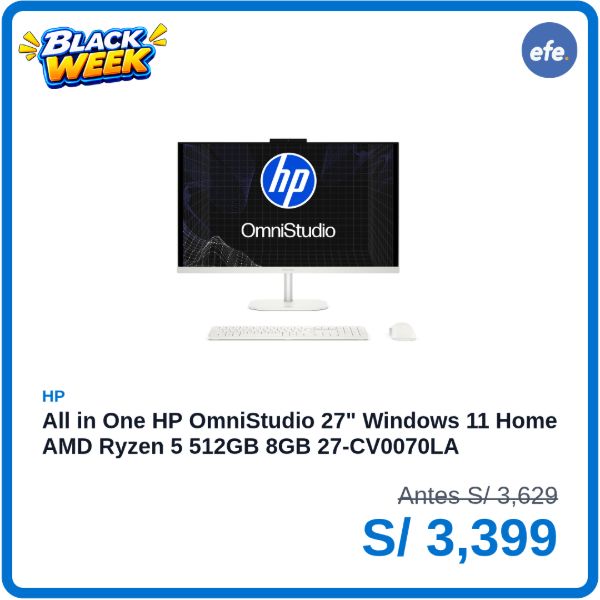 BLACK
WEEK
efe.
hp
OmniStudio
HP
All in One HP OmniStudio 27" Windows 11 Home
AMD Ryzen 5 512GB 8GB 27-CV0070LA
Antes S/ 3,629
S/ 3,399